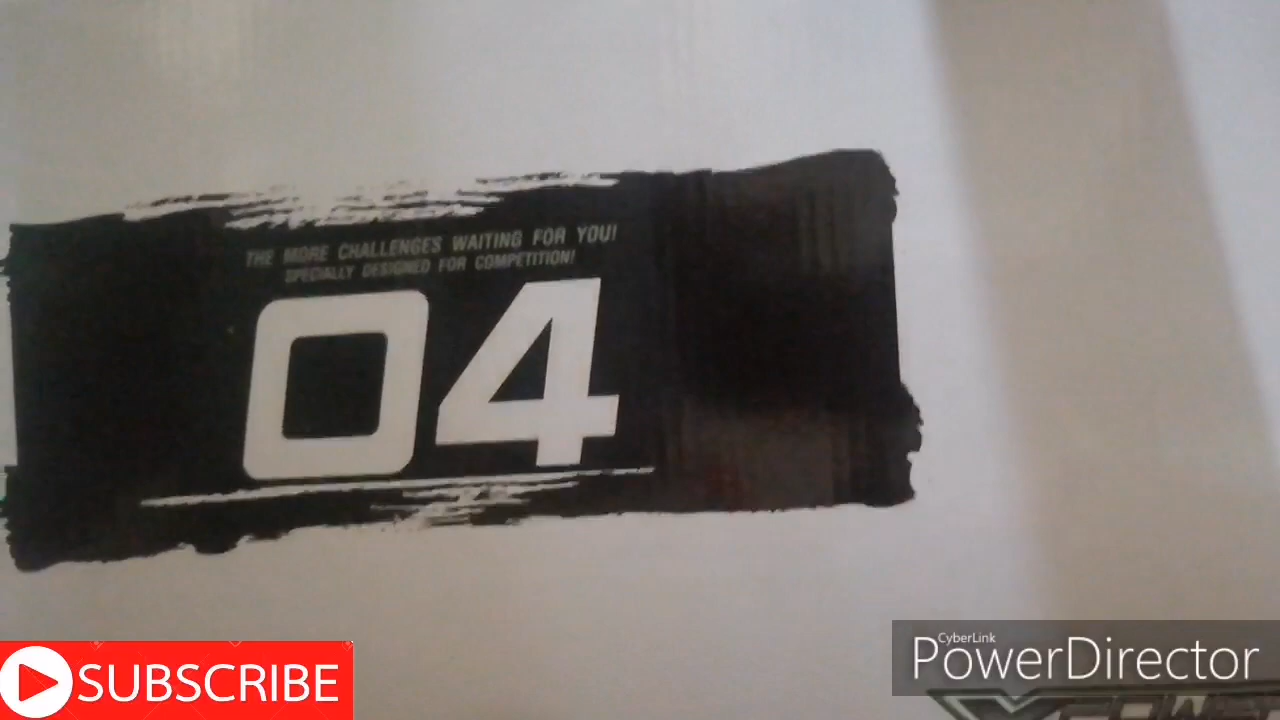 THE MORE CHALLENGES WAITING FOR YOU!
SPECIALLY DESIGNED FOR COMPETITION!
04
SUBSCRIBE
CyberLink
PowerDirector